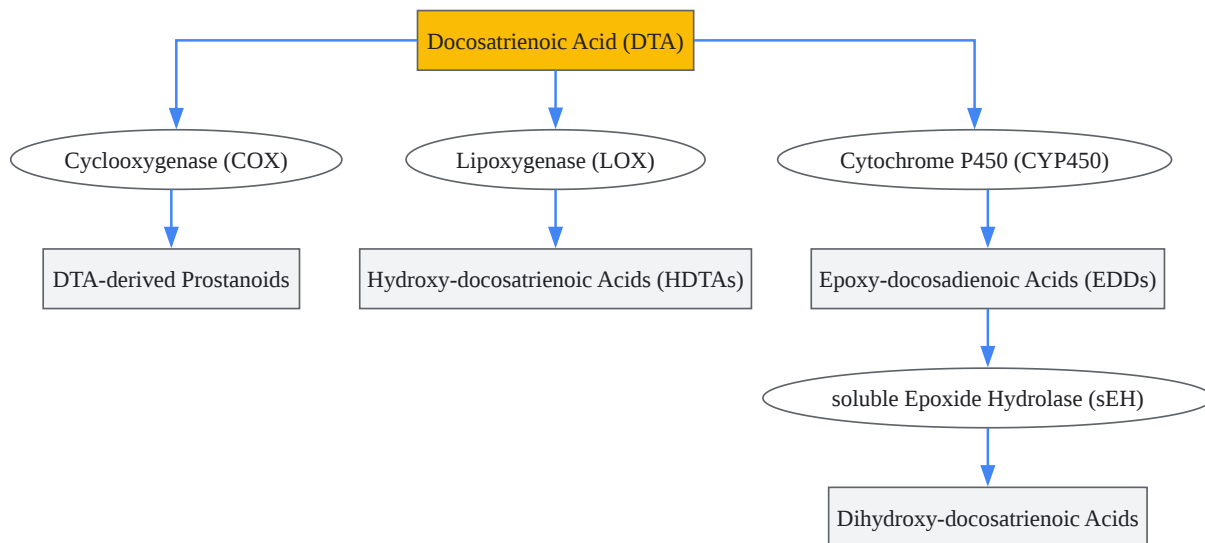 Docosatrienoic Acid (DTA)
Cyclooxygenase (COX)
Lipoxygenase (LOX)
Cytochrome P450 (CYP450)
DTA-derived Prostanoids
Hydroxy-docosatrienoic Acids (HDTAs)
Epoxy-docosadienoic Acids (EDDs)
soluble Epoxide Hydrolase (sEH)
Dihydroxy-docosatrienoic Acids